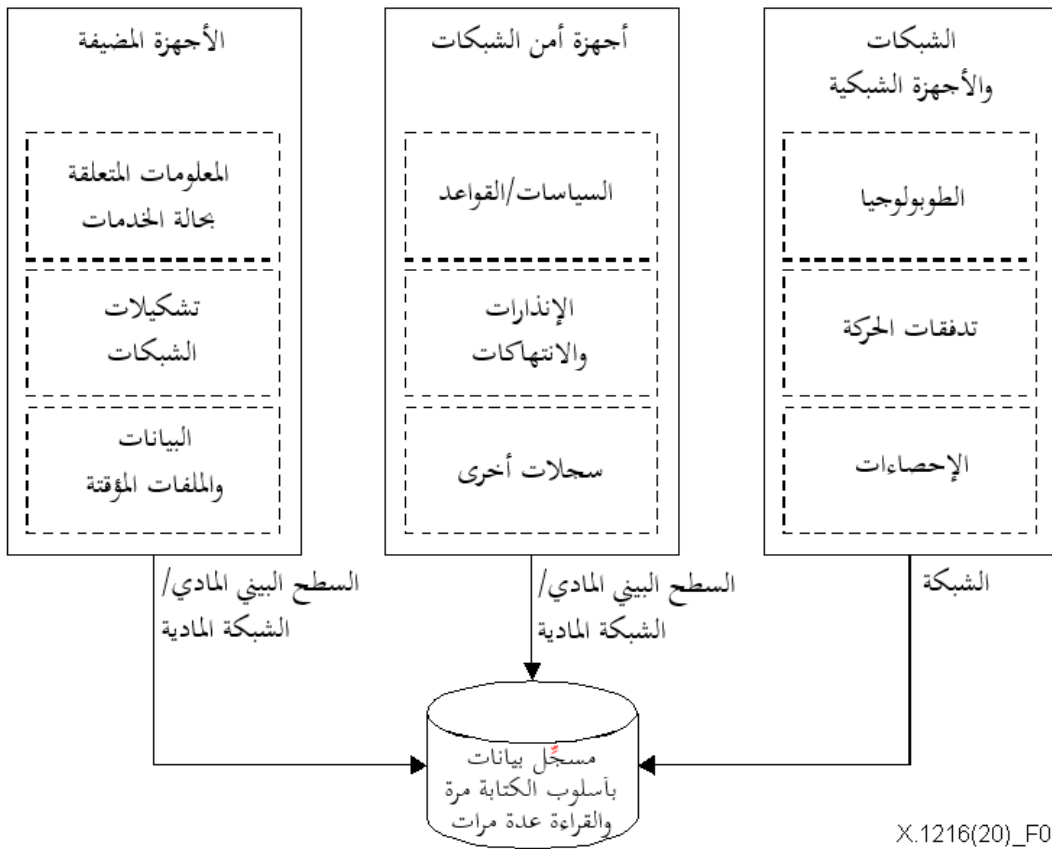 الأجهزة المضيفة
المعلومات المتعلقة
بحالة الخدمات
تشكيلات
الشبكات
البيانات
والملفات المؤقتة
أجهزة أمن الشبكات
السياسات/القواعد
الإنذارات
والانتهاكات
سجلات أخرى
الشبكات
والأجهزة الشبكية
الطوبولوجيا
تدفقات الحركة
الإحصاءات
السطح البيني المادي/
الشبكة المادية
السطح البيني المادي/
الشبكة المادية
الشبكة
مسجِّل بيانات
بأسلوب الكتابة مرة
والقراءة عدة مرات
X.1216(20)_F0